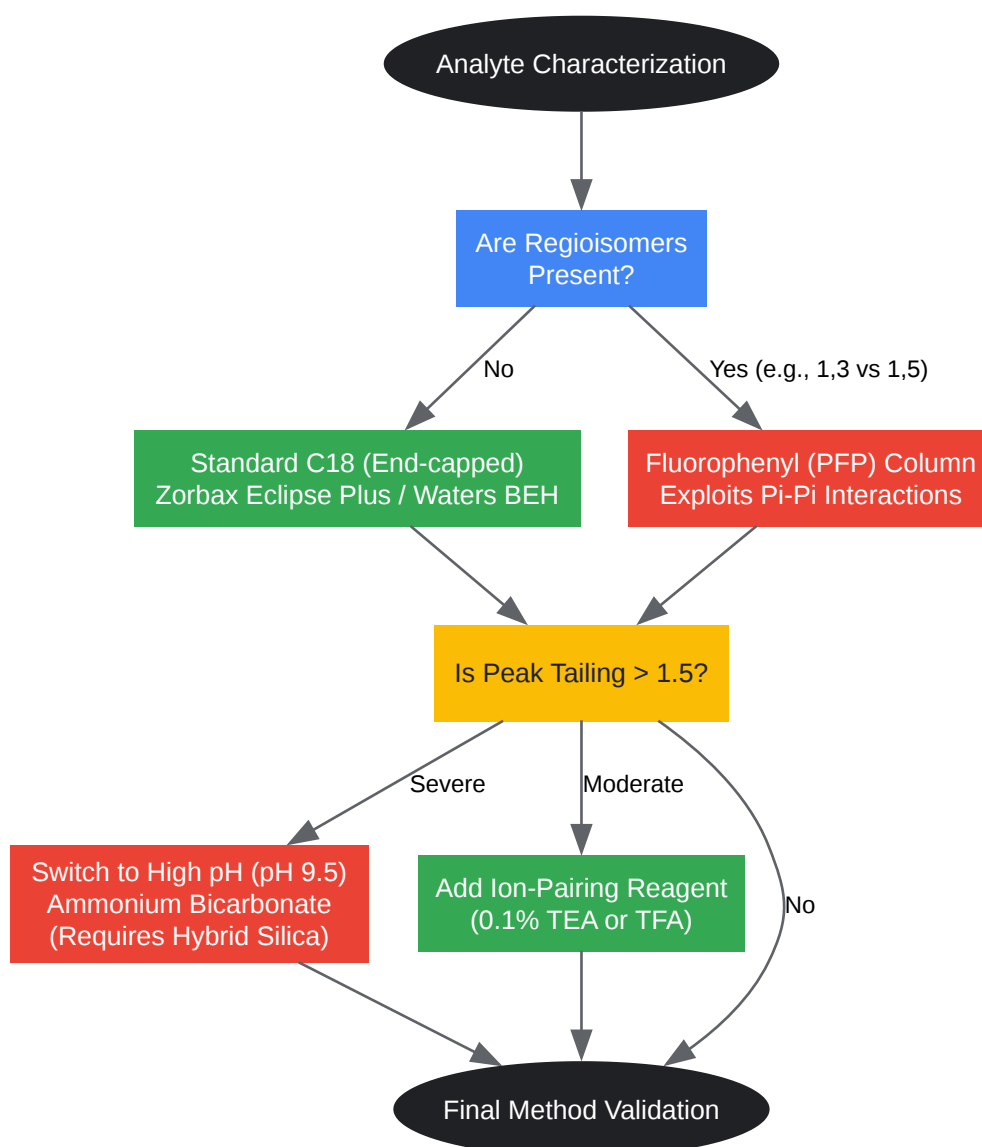 Analyte Characterization
Are Regioisomers
Present?
No
Yes (e.g., 1,3 vs 1,5)
Standard C18 (End-capped)
Zorbax Eclipse Plus / Waters BEH
Fluorophenyl (PFP) Column
Exploits Pi-Pi Interactions
Is Peak Tailing > 1.5?
Severe
Moderate
No
Switch to High pH (pH 9.5)
Ammonium Bicarbonate
(Requires Hybrid Silica)
Add Ion-Pairing Reagent
(0.1% TEA or TFA)
Final Method Validation